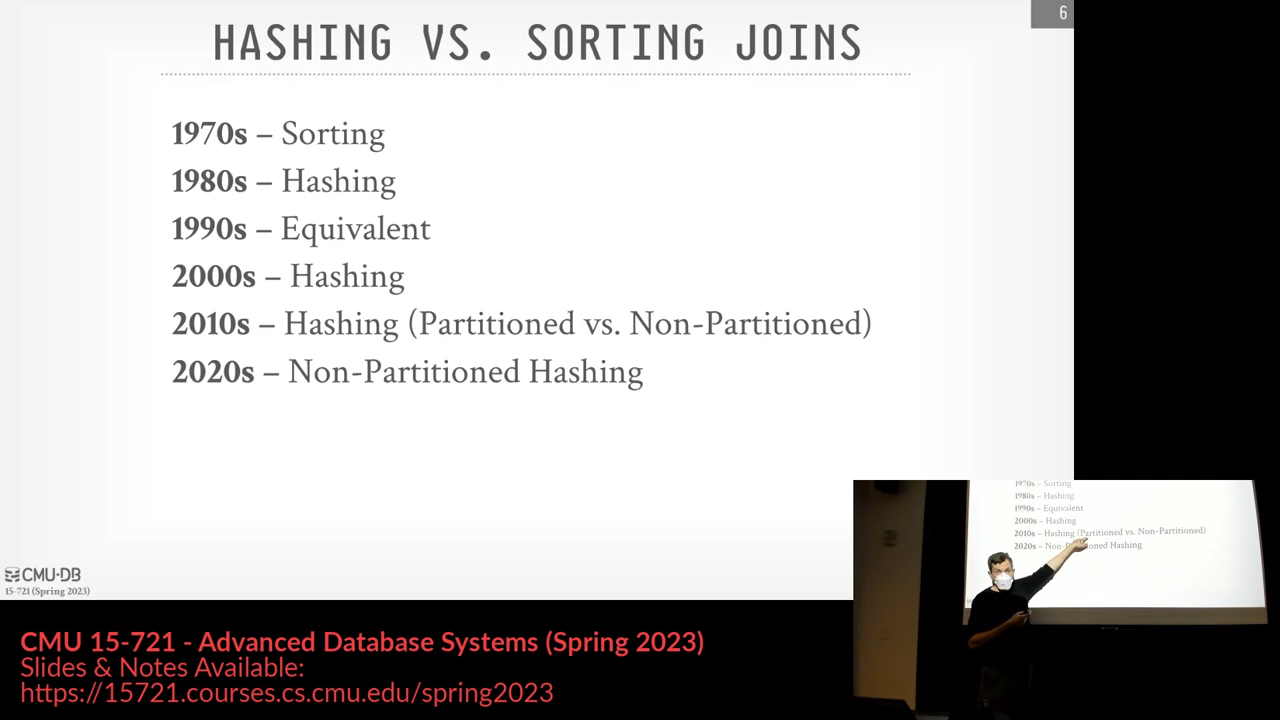 HASHING VS. SORTING JOINS
6
1970s – Sorting
1980s – Hashing
1990s – Equivalent
2000s – Hashing
2010s – Hashing (Partitioned vs. Non-Partitioned)
2020s – Non-Partitioned Hashing
CMU·DB
15-721 (Spring 2023)
1970s – Sorting
1980s – Hashing
1990s – Equivalent
2000s – Hashing
2010s – Hashing (Partitioned vs. Non-Partitioned)
2020s – Hashing
CMU 15-721 - Advanced Database Systems (Spring 2023)
Slides & Notes Available:
https://15721.courses.cs.cmu.edu/spring2023